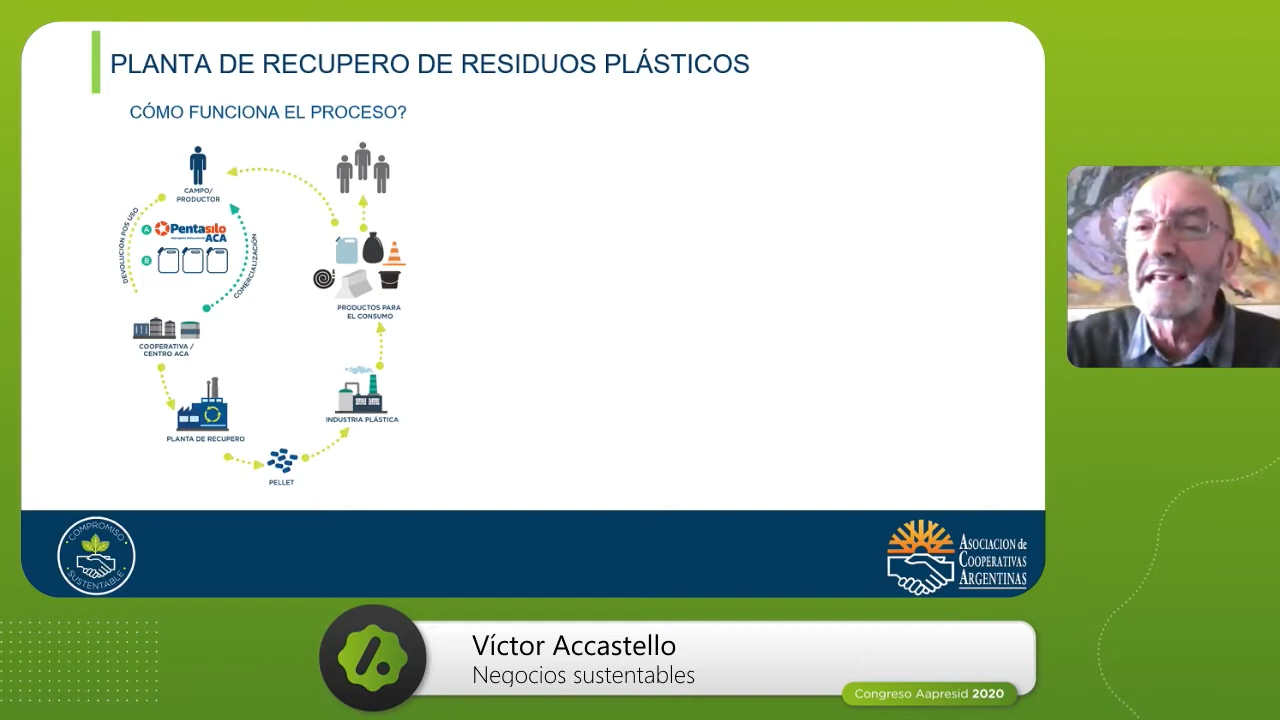 PLANTA DE RECUPERO DE RESIDUOS PLÁSTICOS
CÓMO FUNCIONA EL PROCESO?
CAMPO/
PRODUCTOR
DEVOLUCIÓN POS USO
A
Pentasilo
ACA
B
COMERCIALIZACIÓN
COOPERATIVA /
CENTRO ACA
PLANTA DE RECUPERO
PELLET
INDUSTRIA PLÁSTICA
PRODUCTOS PARA
EL CONSUMO
COMPROMISO
SUSTENTABLE
ASOCIACION de
COOPERATIVAS
ARGENTINAS
Víctor Accastello
Negocios sustentables
Congreso Aapresid 2020